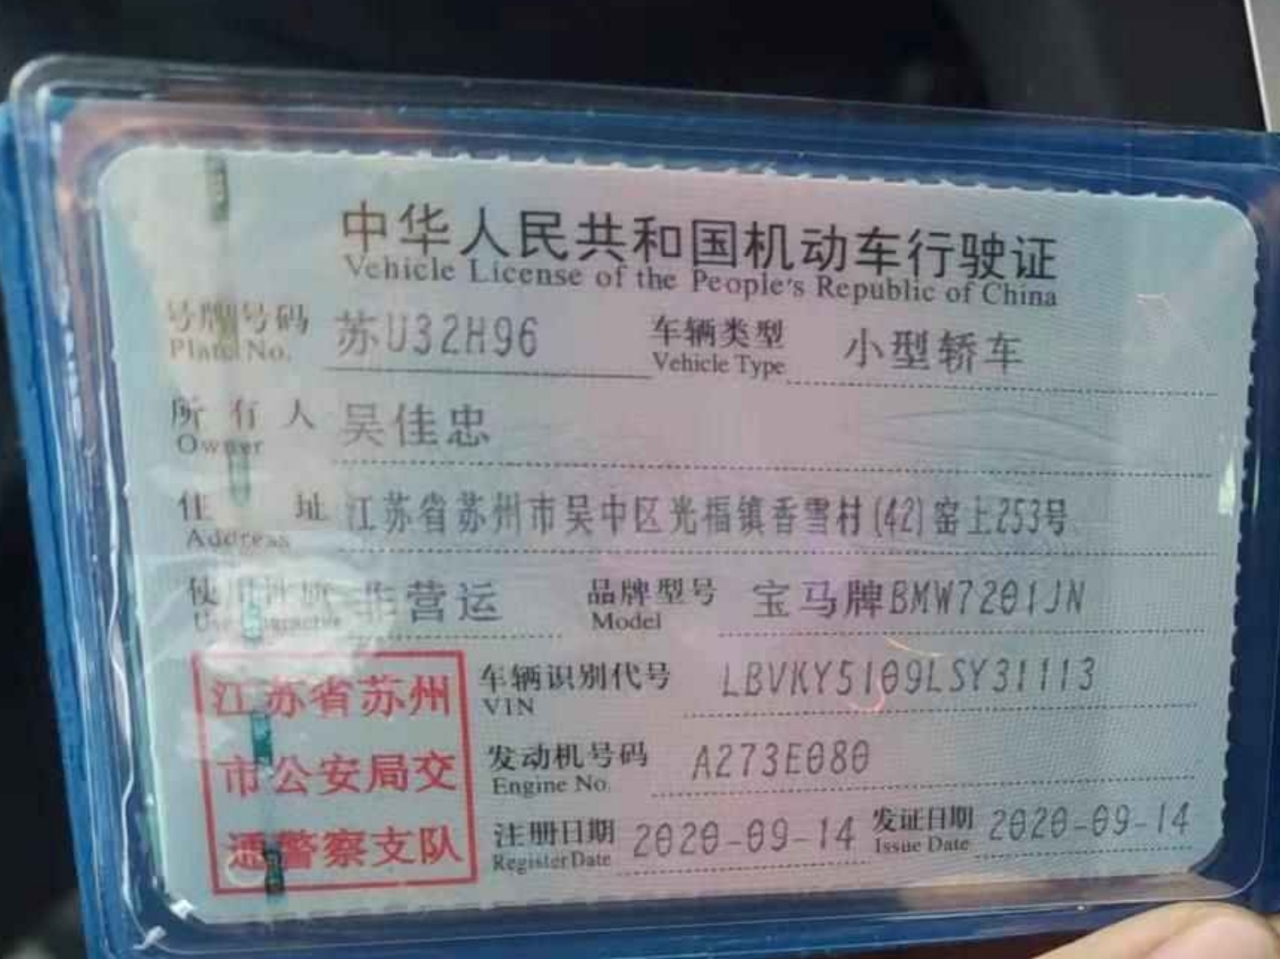 中华人民共和国机动车行驶证
Vehicle License of the People's Republic of China
号牌号码 苏U32H96 车辆类型 小型轿车
Plate No. Vehicle Type
所有人 吴佳忠
Owner
住址 江苏省苏州市吴中区光福镇香雪村(42)窑上253号
Address
使用性质 非营运 品牌型号 宝马牌BMW7201JN
Use Character Model
江苏省苏州
市公安局交
通警察支队
车辆识别代号 LBVKY5109LSY31113
VIN
发动机号码 A273E080
Engine No.
注册日期 2020-09-14 发证日期 2020-09-14
Register Date Issue Date